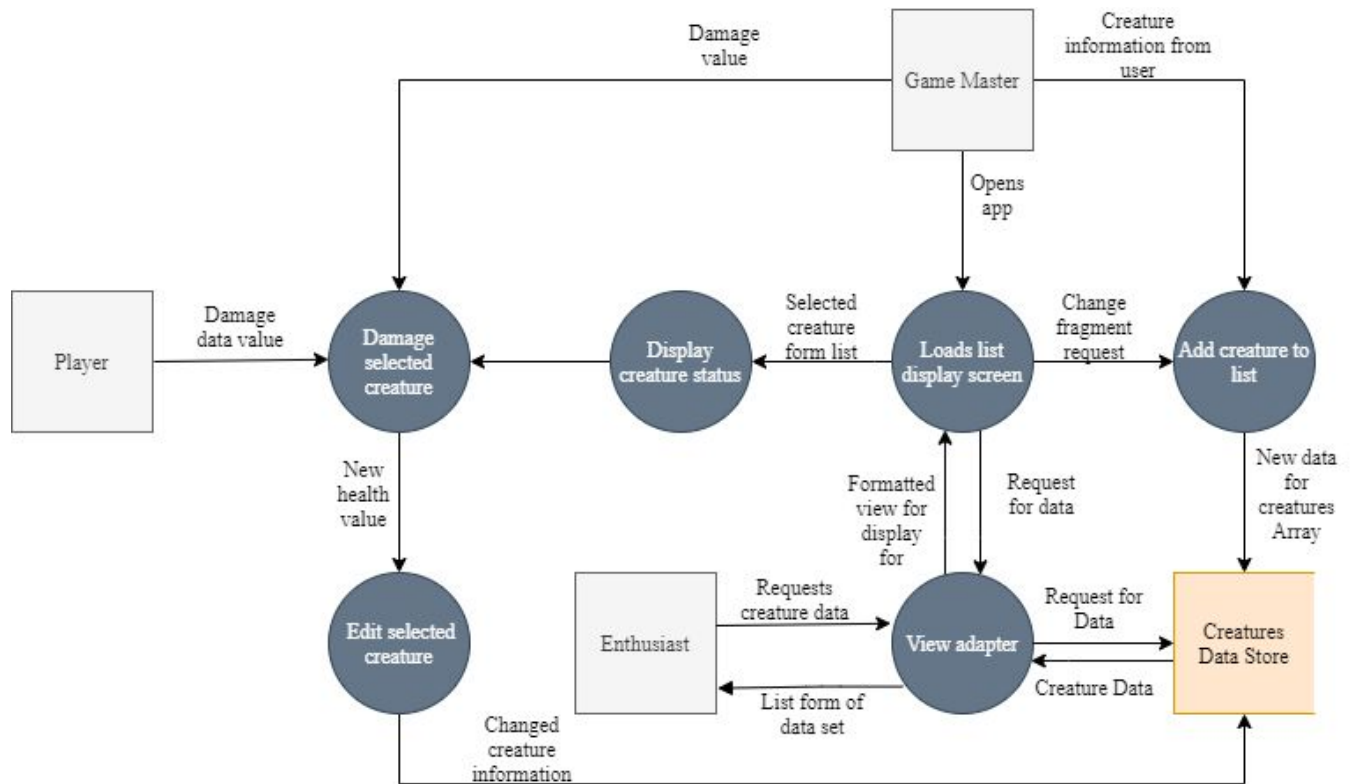 Damage
value
Creature
information from
user
Game Master
Opens
app
Player
Damage
data value
Damage
selected
creature
Display
creature status
Selected
creature
form list
Loads list
display screen
Change
fragment
request
Add creature to
list
New
health
value
Formatted
view for
display
for
Request
for data
New data
for
creatures
Array
Edit selected
creature
Enthusiast
Requests
creature data
View adapter
Request for
Data
Creatures
Data Store
Creature Data
List form of
data set
Changed
creature
information